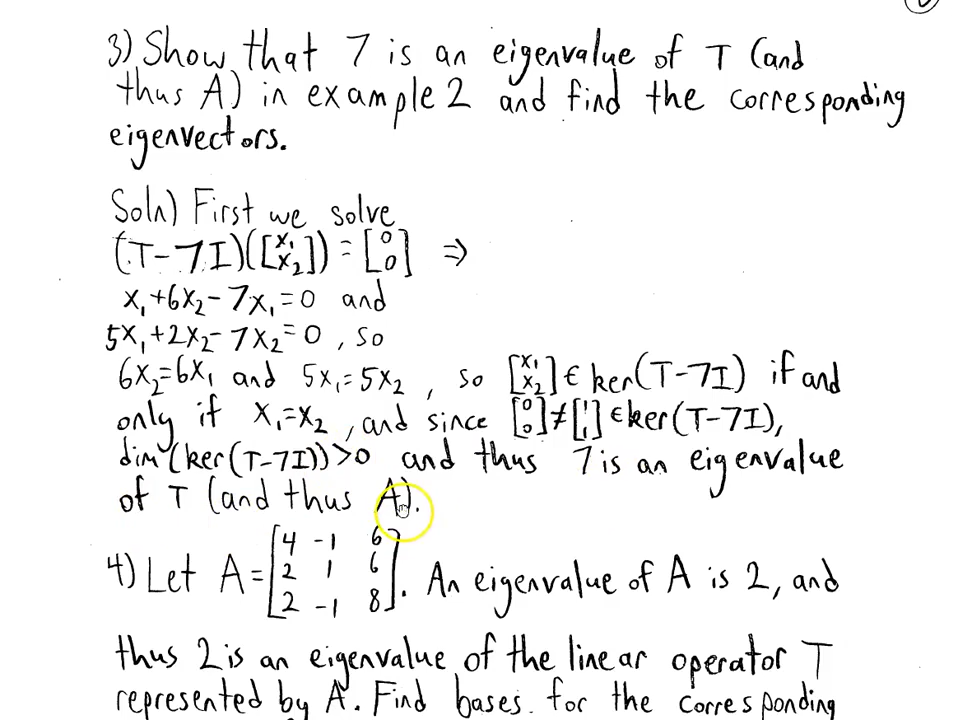 3) Show that 7 is an eigenvalue of T (and
thus A) in example 2 and find the corresponding
eigenvectors.
Soln) First we solve
(T-7I)([x₁ x₂]) = [0 0] ⇒
x₁+6x₂-7x₁=0 and
5x₁+2x₂-7x₂=0, so
6x₂=6x₁ and 5x₁=5x₂, so [x₁ x₂] ∈ ker(T-7I) if and
only if x₁=x₂, and since [0 0]≠[1 1] ∈ ker(T-7I),
dim(ker(T-7I))>0 and thus 7 is an eigenvalue
of T (and thus A).
4) Let A = [4 -1 6; 2 1 6; 2 -1 8]. An eigenvalue of A is 2, and
thus 2 is an eigenvalue of the linear operator T
represented by A. Find bases for the corresponding